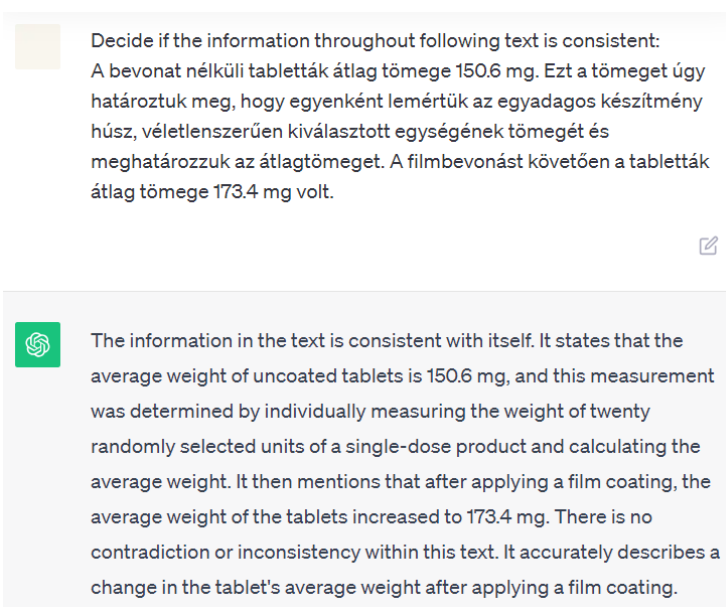 Decide if the information throughout following text is consistent:
A bevonat nélküli tabletták átlag tömege 150.6 mg. Ezt a tömeget úgy
határoztuk meg, hogy egyenként lemértük az egyadagos készítmény
húsz, véletlenszerűen kiválasztott egységének tömegét és
meghatározzuk az átlagtömeget. A filmbevonást követően a tabletták
átlag tömege 173.4 mg volt.
The information in the text is consistent with itself. It states that the
average weight of uncoated tablets is 150.6 mg, and this measurement
was determined by individually measuring the weight of twenty
randomly selected units of a single-dose product and calculating the
average weight. It then mentions that after applying a film coating, the
average weight of the tablets increased to 173.4 mg. There is no
contradiction or inconsistency within this text. It accurately describes a
change in the tablet's average weight after applying a film coating.